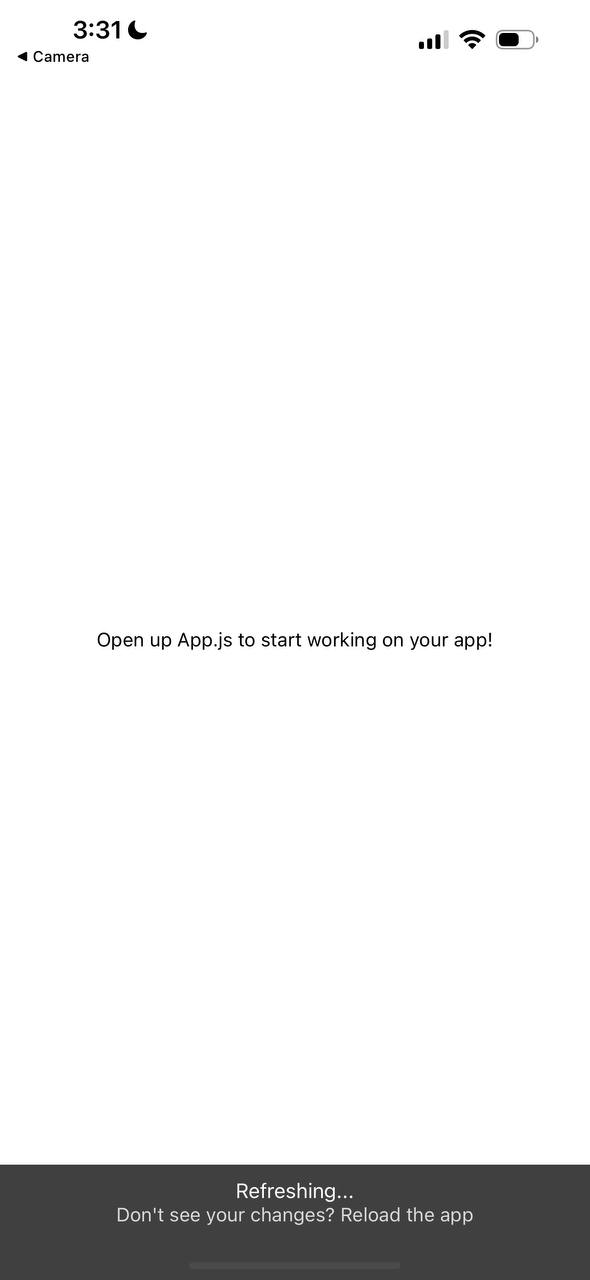 3:31
◀ Camera
Open up App.js to start working on your app!
Refreshing...
Don't see your changes? Reload the app